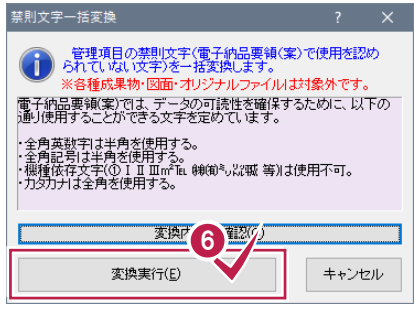 禁則文字一括変換
管理項目の禁則文字(電子納品要領(案)で使用を認め
られていない文字)を一括変換します。
※各種成果物・図面・オリジナルファイルは対象外です。
電子納品要領(案)では、データの可読性を確保するために、以下の
通り使用することができる文字を定めています。
・全角英数字は半角を使用する。
・全角記号は半角を使用する。
・機種依存文字(① Ⅰ Ⅱ Ⅲ㎡℡ 等)は使用不可。
・カタカナは全角を使用する。
変換内 確認
6
変換実行(E) キャンセル